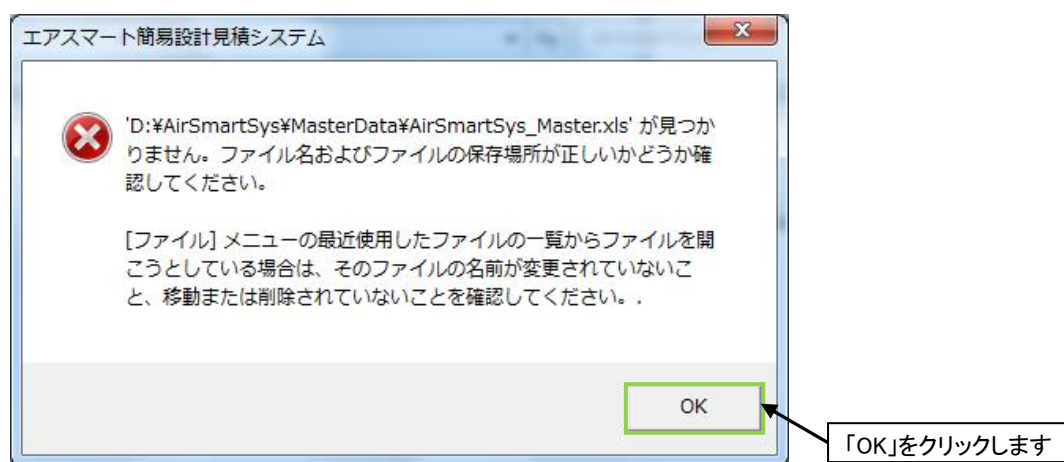 エアスマート簡易設計見積システム
'D:¥AirSmartSys¥MasterData¥AirSmartSys_Master.xls' が見つか
りません。ファイル名およびファイルの保存場所が正しいかどうか確
認してください。
[ファイル] メニューの最近使用したファイルの一覧からファイルを開
こうとしている場合は、そのファイルの名前が変更されていないこ
と、移動または削除されていないことを確認してください。.
OK
「OK」をクリックします